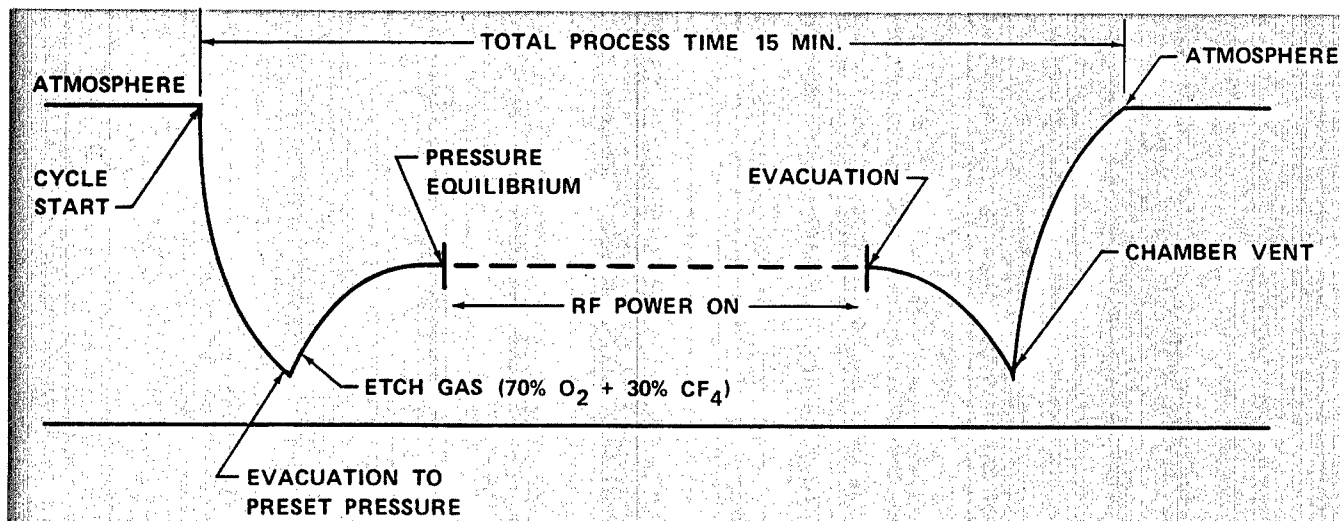 TOTAL PROCESS TIME 15 MIN.
ATMOSPHERE
ATMOSPHERE
CYCLE
START
PRESSURE
EQUILIBRIUM
EVACUATION
CHAMBER VENT
RF POWER ON
ETCH GAS (70% O2 + 30% CF4)
EVACUATION TO
PRESET PRESSURE